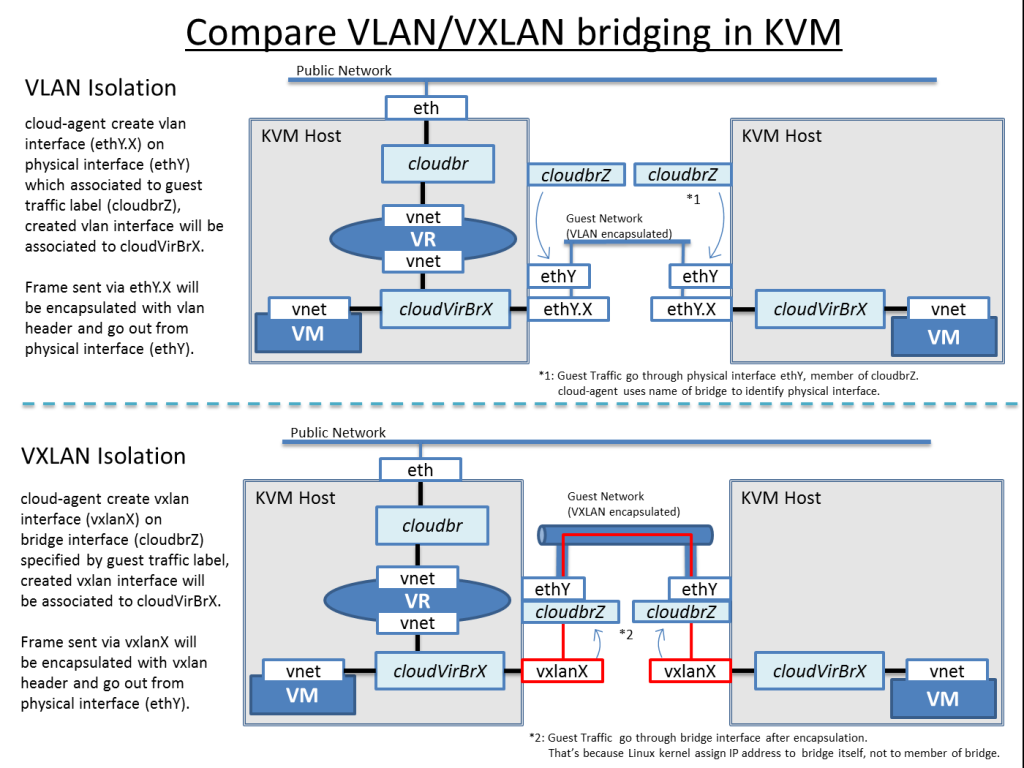 Compare VLAN/VXLAN bridging in KVM
VLAN Isolation
cloud-agent create vlan
interface (ethY.X) on
physical interface (ethY)
which associated to guest
traffic label (cloudbrZ),
created vlan interface will be
associated to cloudVirBrX.
Frame sent via ethY.X will
be encapsulated with vlan
header and go out from
physical interface (ethY).
Public Network
eth
KVM Host
cloudbr
vnet
VR
vnet
vnet
VM
cloudVirBrX
cloudbrZ
cloudbrZ
*1
Guest Network
(VLAN encapsulated)
ethY
ethY
ethY.X
ethY.X
KVM Host
cloudVirBrX
vnet
VM
*1: Guest Traffic go through physical interface ethY, member of cloudbrZ.
cloud-agent uses name of bridge to identify physical interface.
VXLAN Isolation
cloud-agent create vxlan
interface (vxlanX) on
bridge interface (cloudbrZ)
specified by guest traffic label,
created vxlan interface will
be associated to cloudVirBrX.
Frame sent via vxlanX will
be encapsulated with vxlan
header and go out from
physical interface (ethY).
Public Network
eth
KVM Host
cloudbr
vnet
VR
vnet
vnet
VM
cloudVirBrX
Guest Network
(VXLAN encapsulated)
ethY
ethY
cloudbrZ
cloudbrZ
*2
vxlanX
vxlanX
KVM Host
cloudVirBrX
vnet
VM
*2: Guest Traffic go through bridge interface after encapsulation.
That's because Linux kernel assign IP address to bridge itself, not to member of bridge.